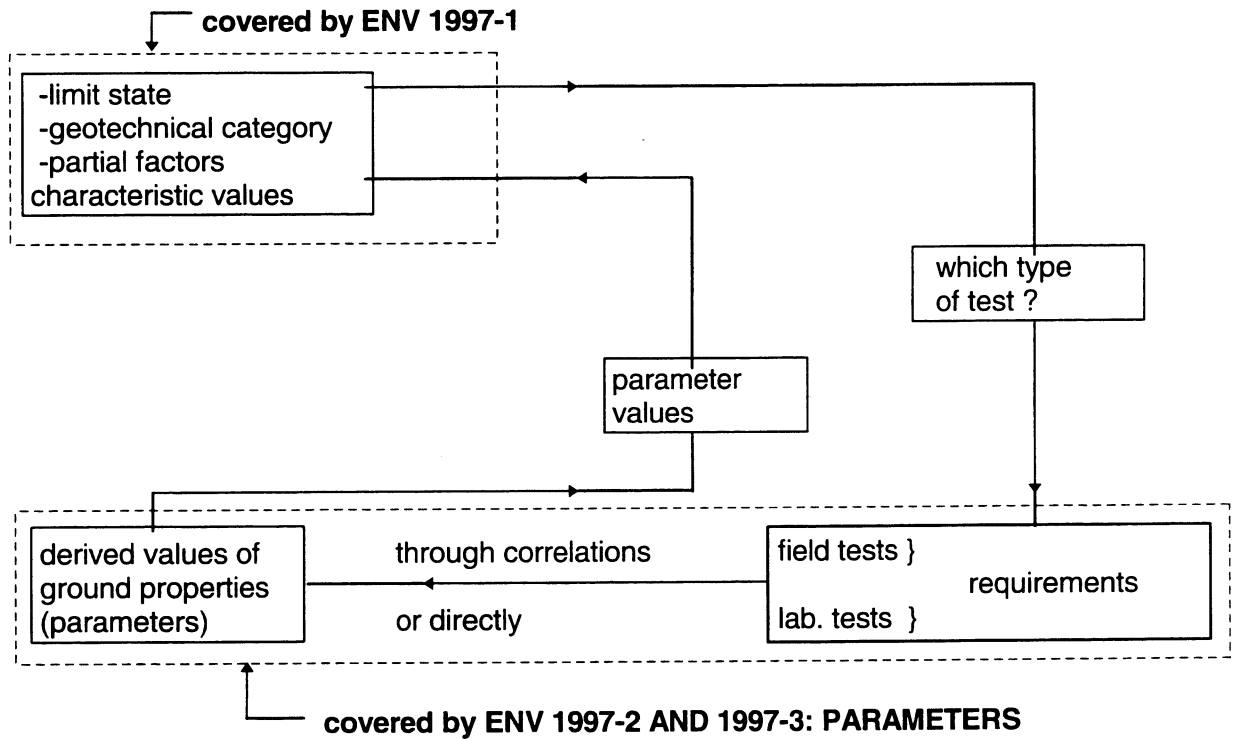 covered by ENV 1997-1
-limit state
-geotechnical category
-partial factors
characteristic values
which type
of test ?
parameter
values
derived values of
ground properties
(parameters)
through correlations
or directly
field tests }
requirements
lab. tests }
covered by ENV 1997-2 AND 1997-3: PARAMETERS